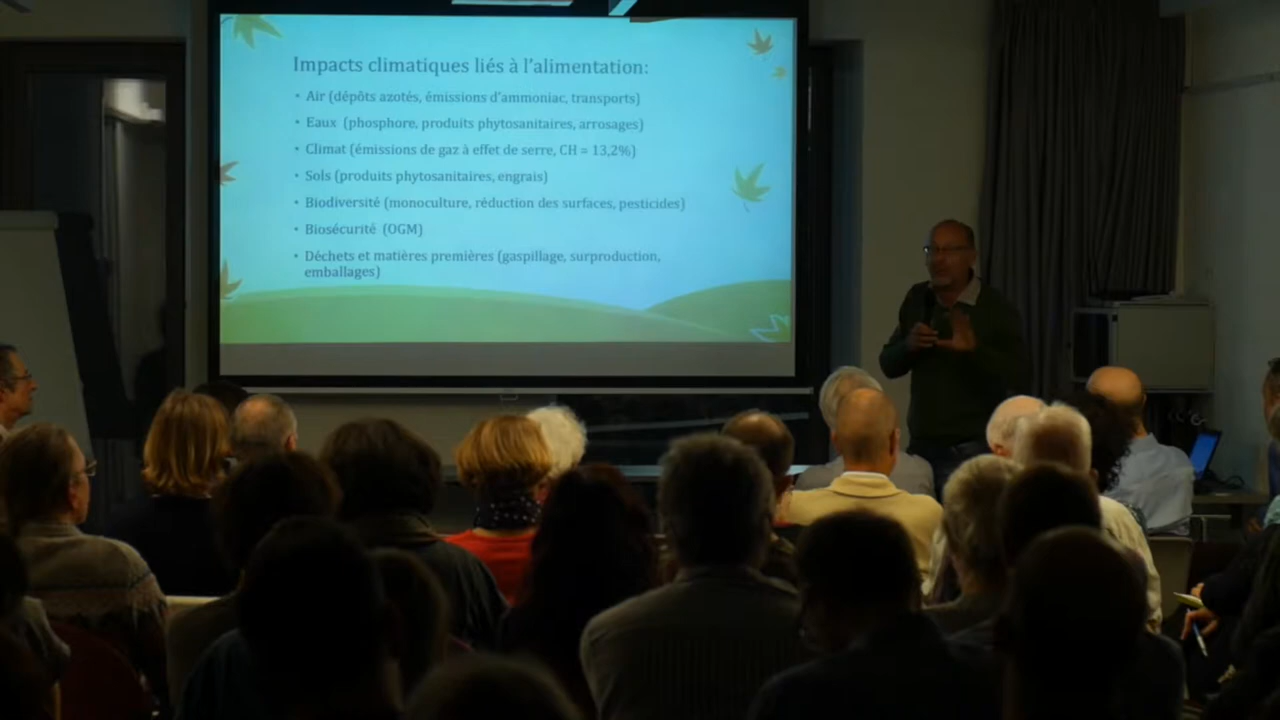 Impacts climatiques liés à l'alimentation:
• Air (dépôts azotés, émissions d'ammoniac, transports)
• Eaux (phosphore, produits phytosanitaires, arrosages)
• Climat (émissions de gaz à effet de serre, CH = 13,2%)
• Sols (produits phytosanitaires, engrais)
• Biodiversité (monoculture, réduction des surfaces, pesticides)
• Biosécurité (OGM)
• Déchets et matières premières (gaspillage, surproduction,
emballages)